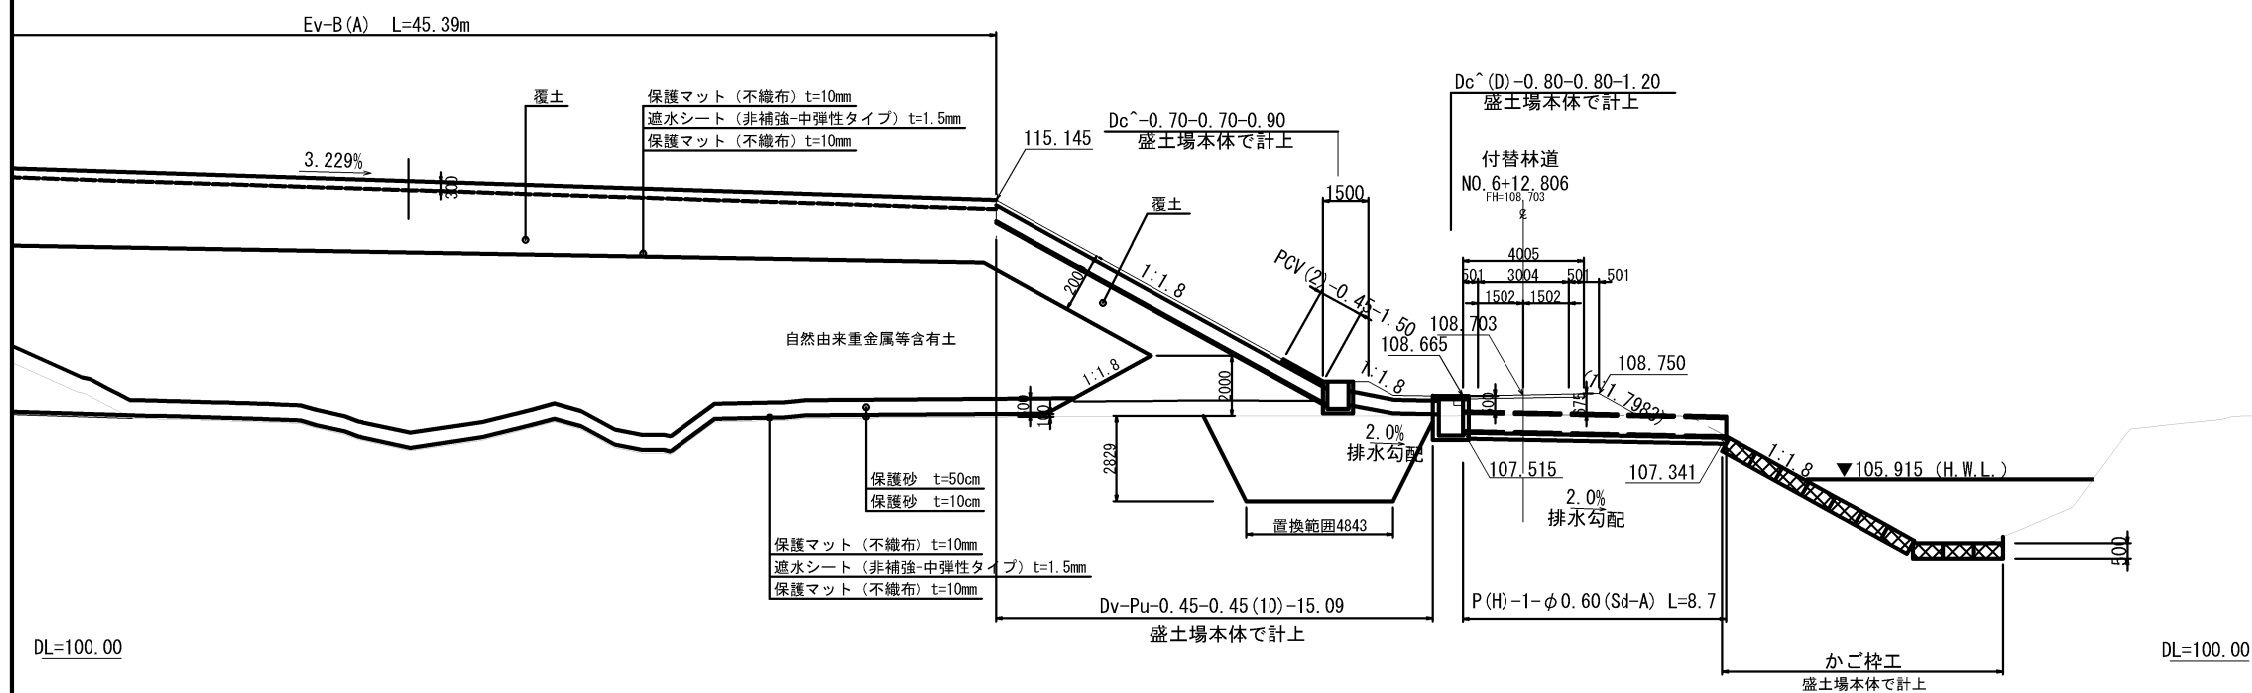 Ev-B(A) L=45.39m
覆土
保護マット（不織布）t=10mm
遮水シート（非補強-中弾性タイプ）t=1.5mm
保護マット（不織布）t=10mm
3.229%
300
115.145
Dc^-0.70-0.70-0.90
盛土場本体で計上
Dc^(D)-0.80-0.80-1.20
盛土場本体で計上
付替林道
NO.6+12.806
FH=108.703
1500
覆土
1:1.8
200
PCV(2)-0.45-1.50
4005
501
3004
501
501
1502
1502
108.703
108.665
1:1.8
108.750
(1:1.7983)
675
自然由来重金属等含有土
1:1.8
2000
2829
100
2.0%
排水勾配
107.515
107.341
1:1.8
▼105.915 (H.W.L.)
2.0%
排水勾配
保護砂 t=50cm
保護砂 t=10cm
置換範囲4843
保護マット（不織布）t=10mm
遮水シート（非補強-中弾性タイプ）t=1.5mm
保護マット（不織布）t=10mm
500
Dv-Pu-0.45-0.45(10)-15.09
盛土場本体で計上
P(H)-1-φ0.60(Sd-A) L=8.7
かご枠工
盛土場本体で計上
DL=100.00
DL=100.00